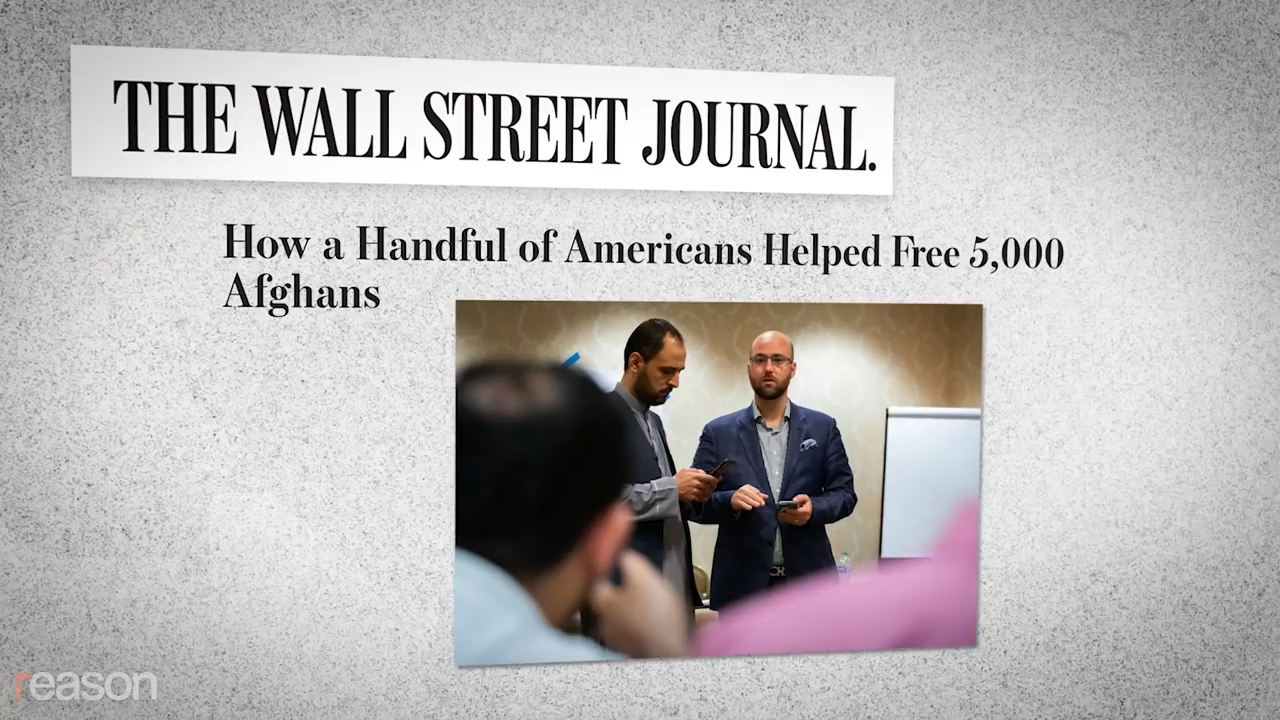 THE WALL STREET JOURNAL.
How a Handful of Americans Helped Free 5,000
Afghans
reason